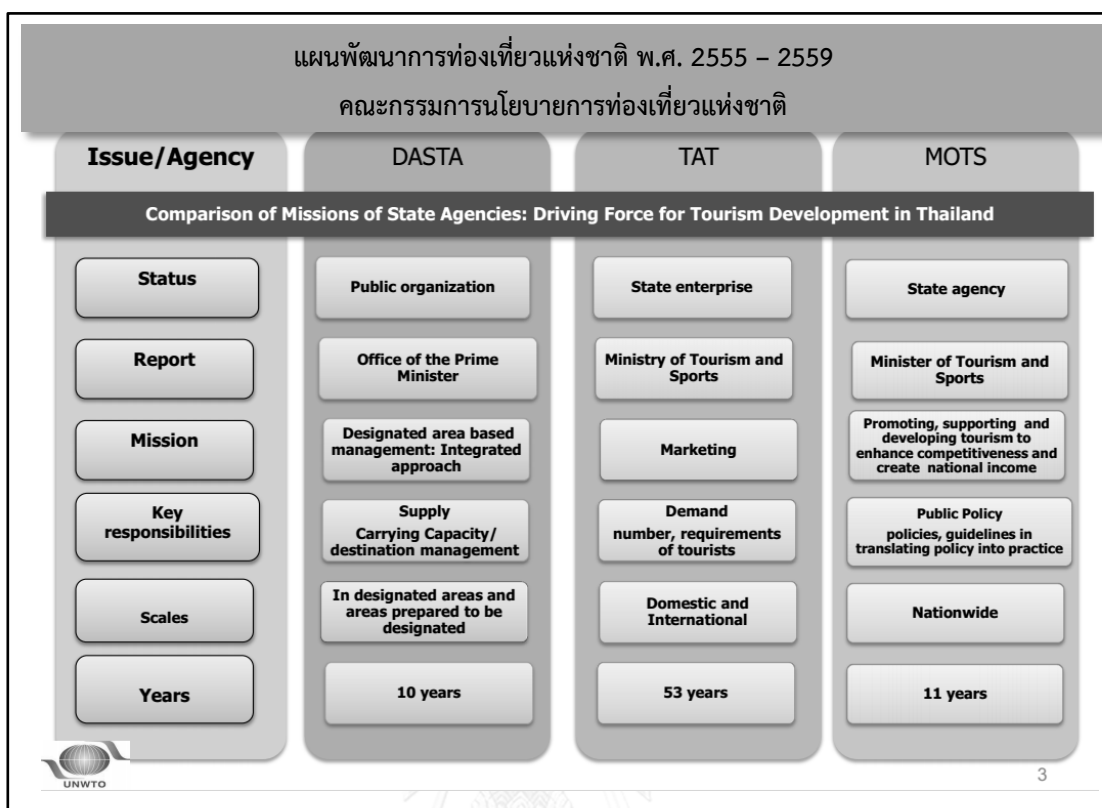 แผนพัฒนาการท่องเที่ยวแห่งชาติ พ.ศ. 2555 – 2559
คณะกรรมการนโยบายการท่องเที่ยวแห่งชาติ
Issue/Agency
DASTA
TAT
MOTS
Comparison of Missions of State Agencies: Driving Force for Tourism Development in Thailand
Status
Public organization
State enterprise
State agency
Report
Office of the Prime
Minister
Ministry of Tourism and
Sports
Minister of Tourism and
Sports
Mission
Designated area based
management: Integrated
approach
Marketing
Promoting, supporting and
developing tourism to
enhance competitiveness and
create national income
Key
responsibilities
Supply
Carrying Capacity/
destination management
Demand
number, requirements
of tourists
Public Policy
policies, guidelines in
translating policy into practice
Scales
In designated areas and
areas prepared to be
designated
Domestic and
International
Nationwide
Years
10 years
53 years
11 years
UNWTO
3